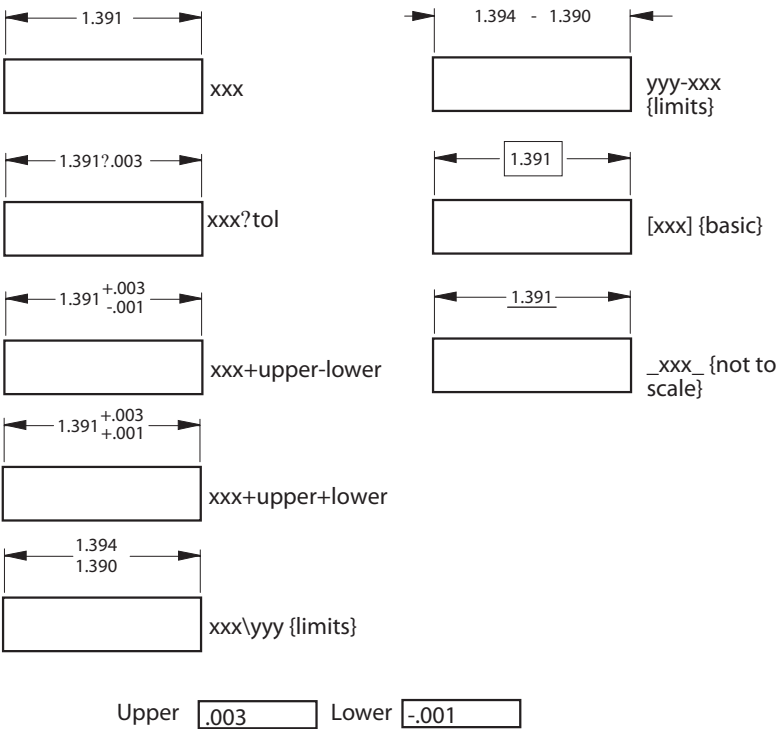 1.391
xxx
1.391?.003
xxx?tol
1.391 +.003
-.001
xxx+upper-lower
1.391 +.003
+.001
xxx+upper+lower
1.394
1.390
xxx\yyy {limits}
1.394 - 1.390
yyy-xxx
{limits}
1.391
[xxx] {basic}
1.391
_xxx_ {not to
scale}
Upper .003 Lower -.001